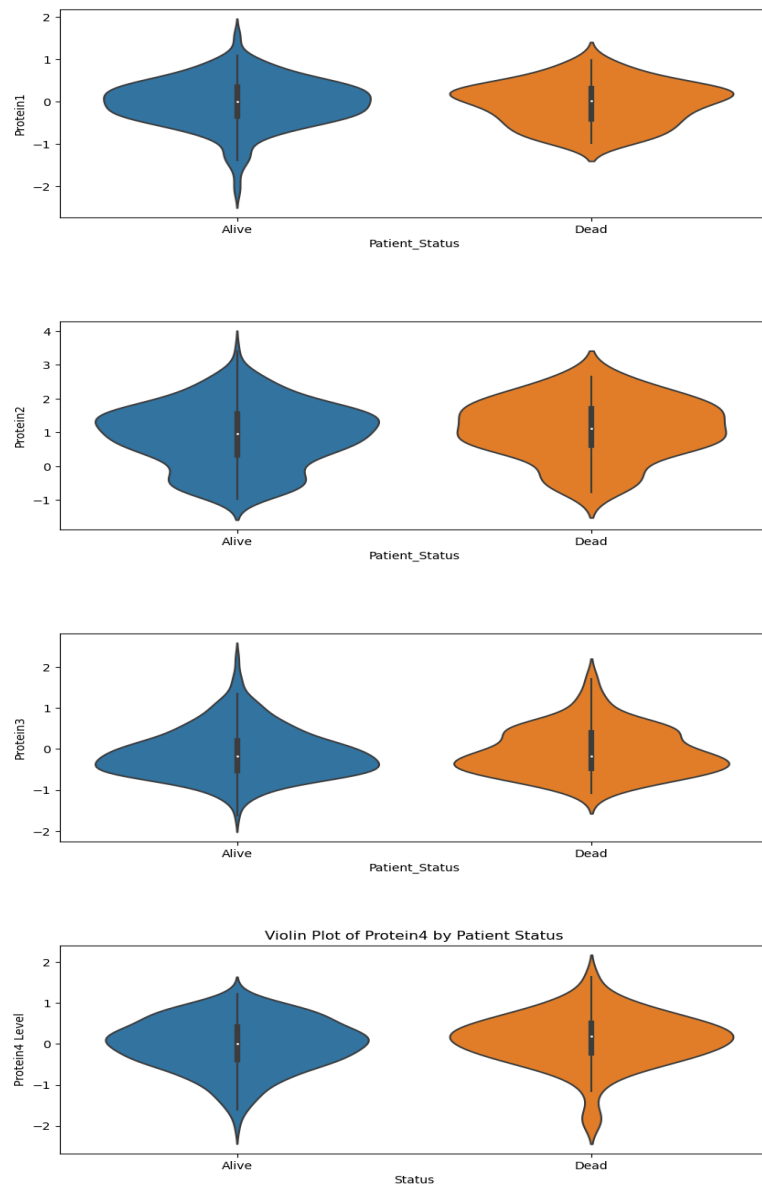 2
1
0
−1
−2
Protein1
Alive
Dead
Patient_Status
4
3
2
1
0
−1
Protein2
Alive
Dead
Patient_Status
2
1
0
−1
−2
Protein3
Alive
Dead
Patient_Status
Violin Plot of Protein4 by Patient Status
2
1
0
−1
−2
Protein4 Level
Alive
Dead
Status